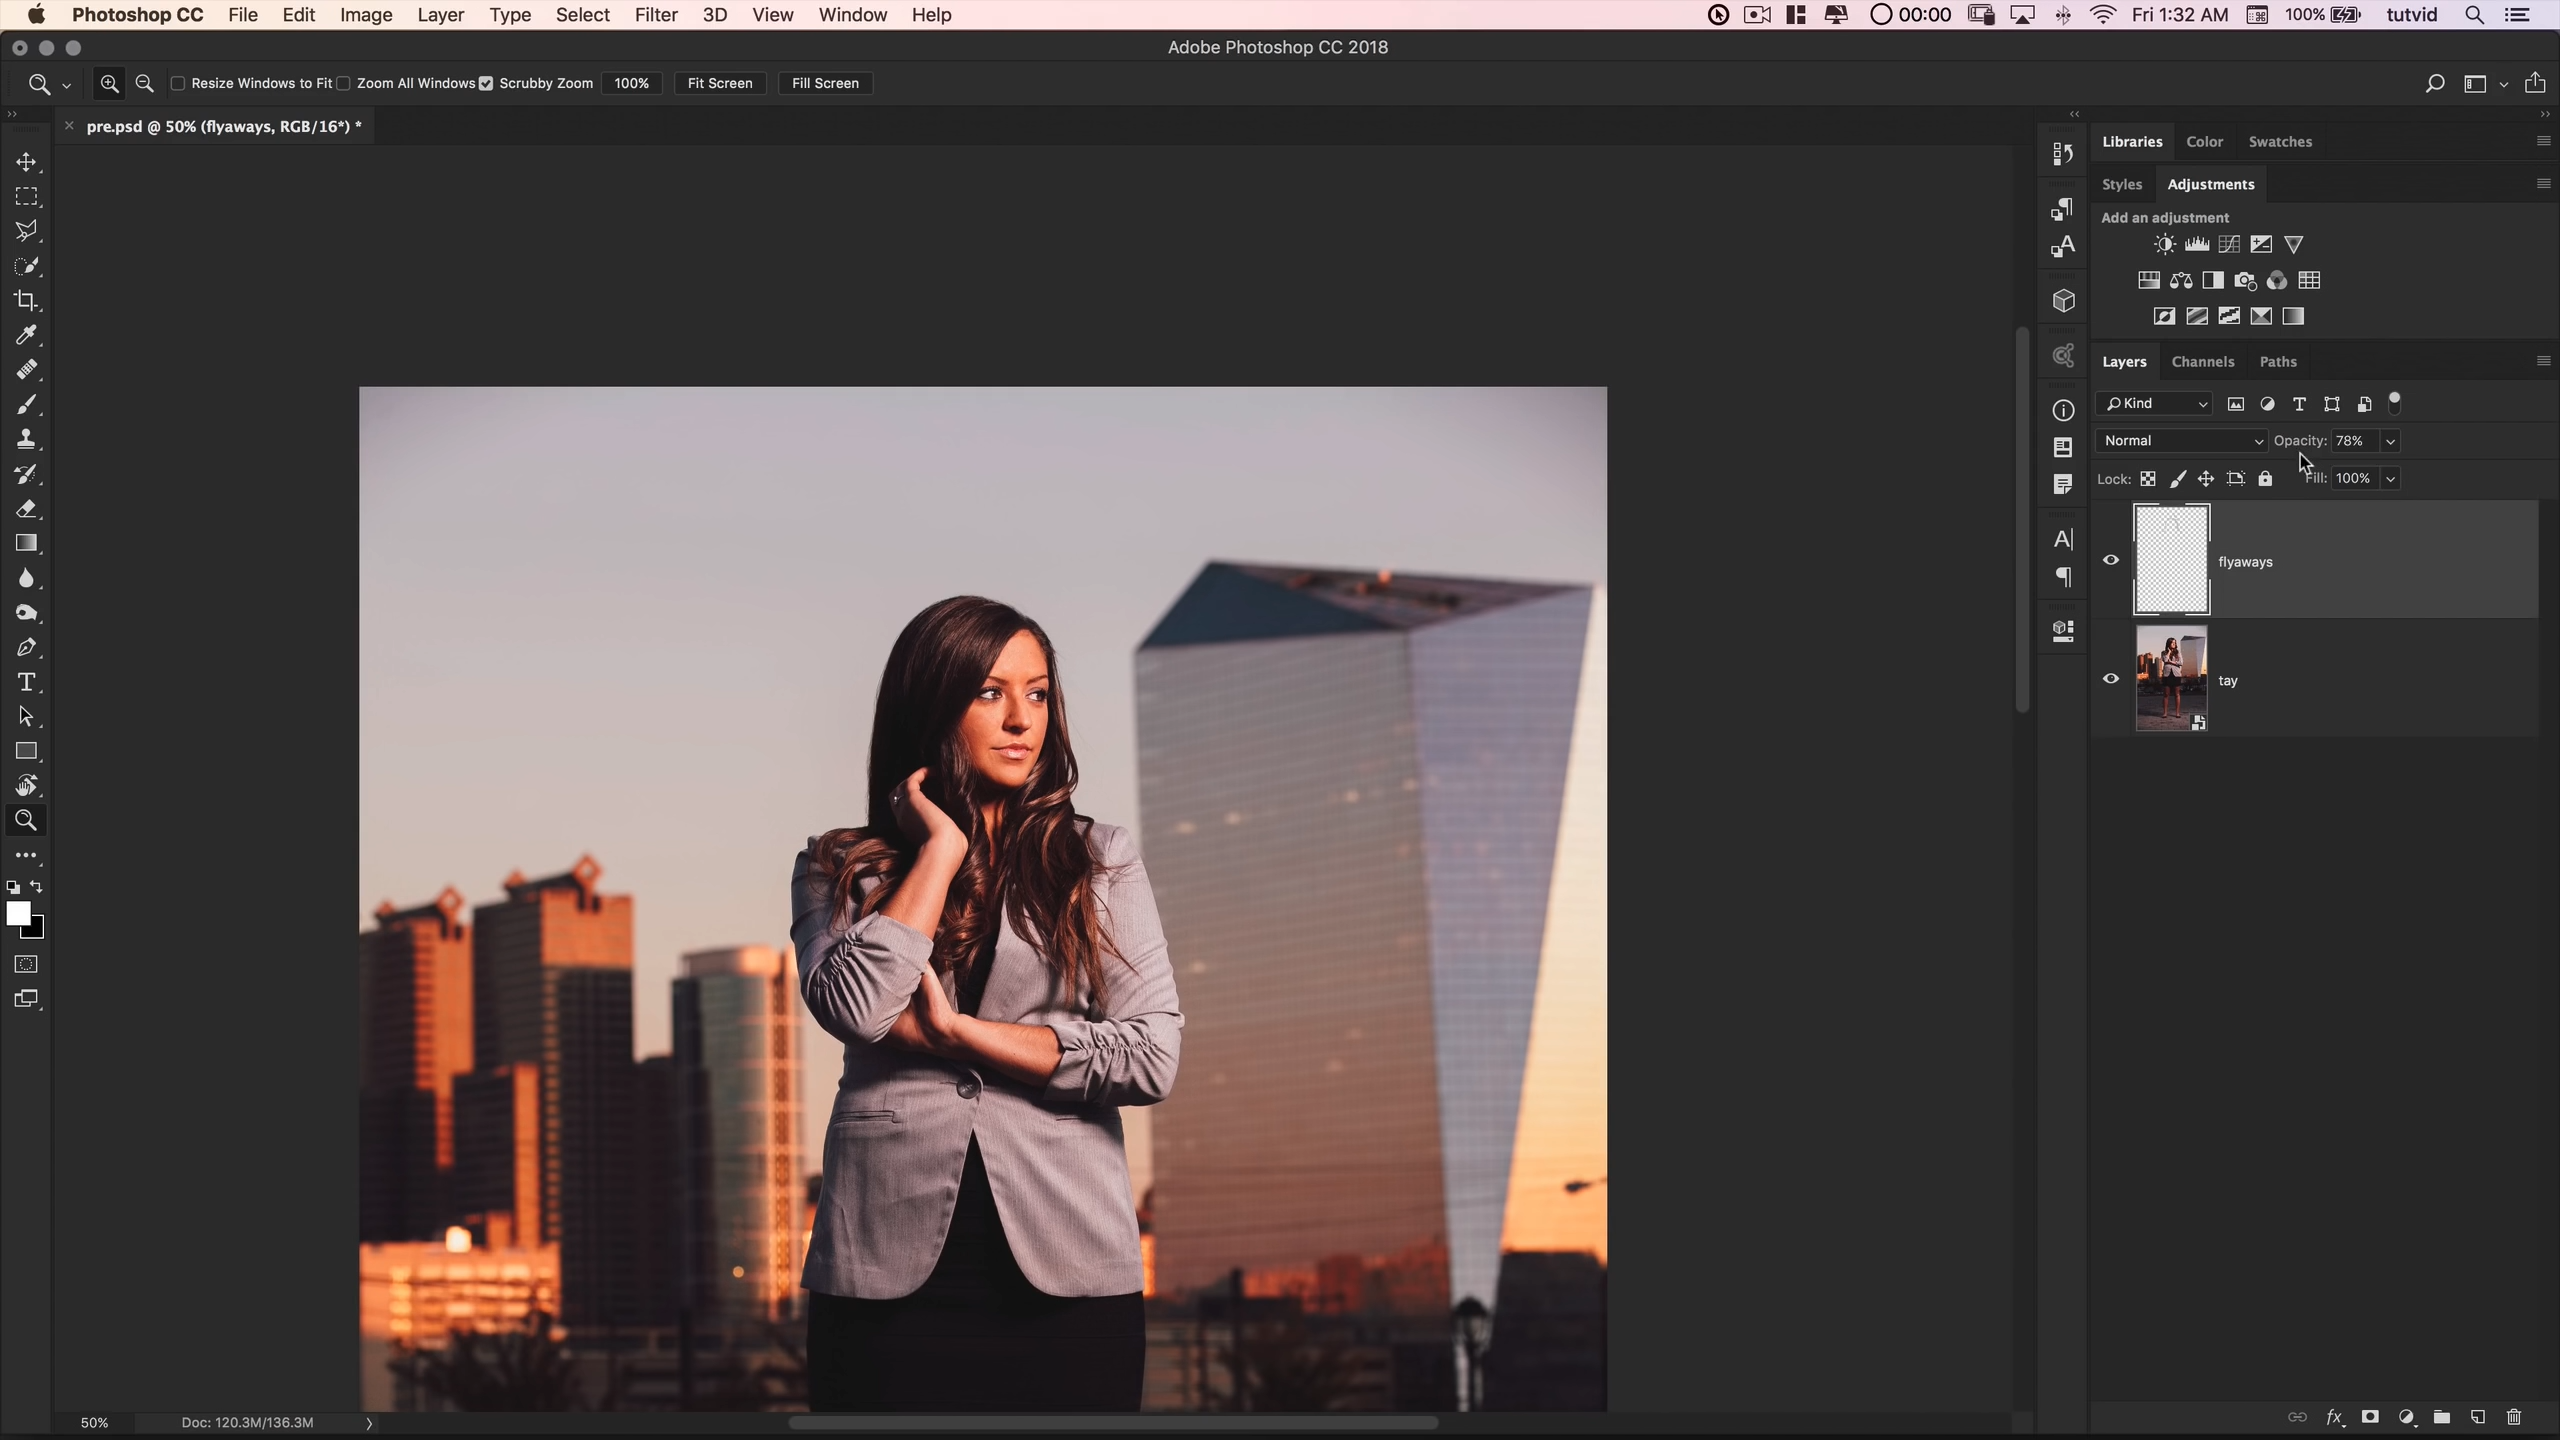 Photoshop CC File Edit Image Layer Type Select Filter 3D View Window Help 00:00 Fri 1:32 AM 100% tutvid
Adobe Photoshop CC 2018
Resize Windows to Fit Zoom All Windows Scrubby Zoom 100% Fit Screen Fill Screen
pre.psd @ 50% (flyaways, RGB/16*) *
Libraries Color Swatches
Styles Adjustments
Add an adjustment
Layers Channels Paths
Kind
Normal Opacity: 78%
Lock: Fill: 100%
flyaways
tay
50% Doc: 120.3M/136.3M